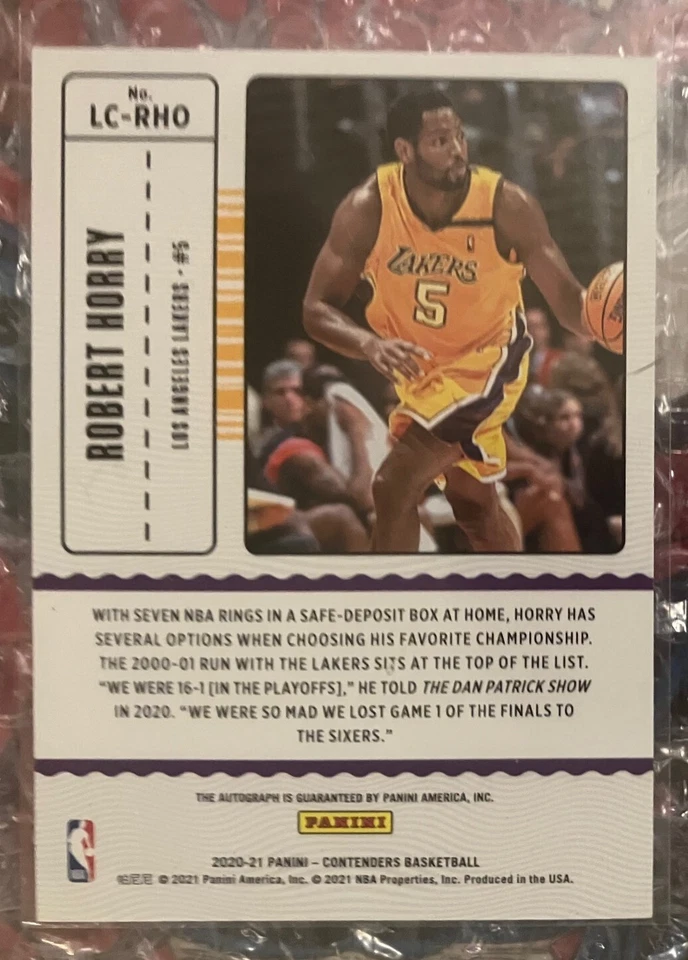 No.
LC-RHO
ROBERT HORRY
LOS ANGELES LAKERS • #5
LAKERS
5
WITH SEVEN NBA RINGS IN A SAFE-DEPOSIT BOX AT HOME, HORRY HAS
SEVERAL OPTIONS WHEN CHOOSING HIS FAVORITE CHAMPIONSHIP.
THE 2000-01 RUN WITH THE LAKERS SITS AT THE TOP OF THE LIST.
“WE WERE 16-1 [IN THE PLAYOFFS],” HE TOLD THE DAN PATRICK SHOW
IN 2020. “WE WERE SO MAD WE LOST GAME 1 OF THE FINALS TO
THE SIXERS.”
THE AUTOGRAPH IS GUARANTEED BY PANINI AMERICA, INC.
PANINI
2020-21 PANINI – CONTENDERS BASKETBALL
帕尼尼 © 2021 Panini America, Inc. © 2021 NBA Properties, Inc. Produced in the USA.